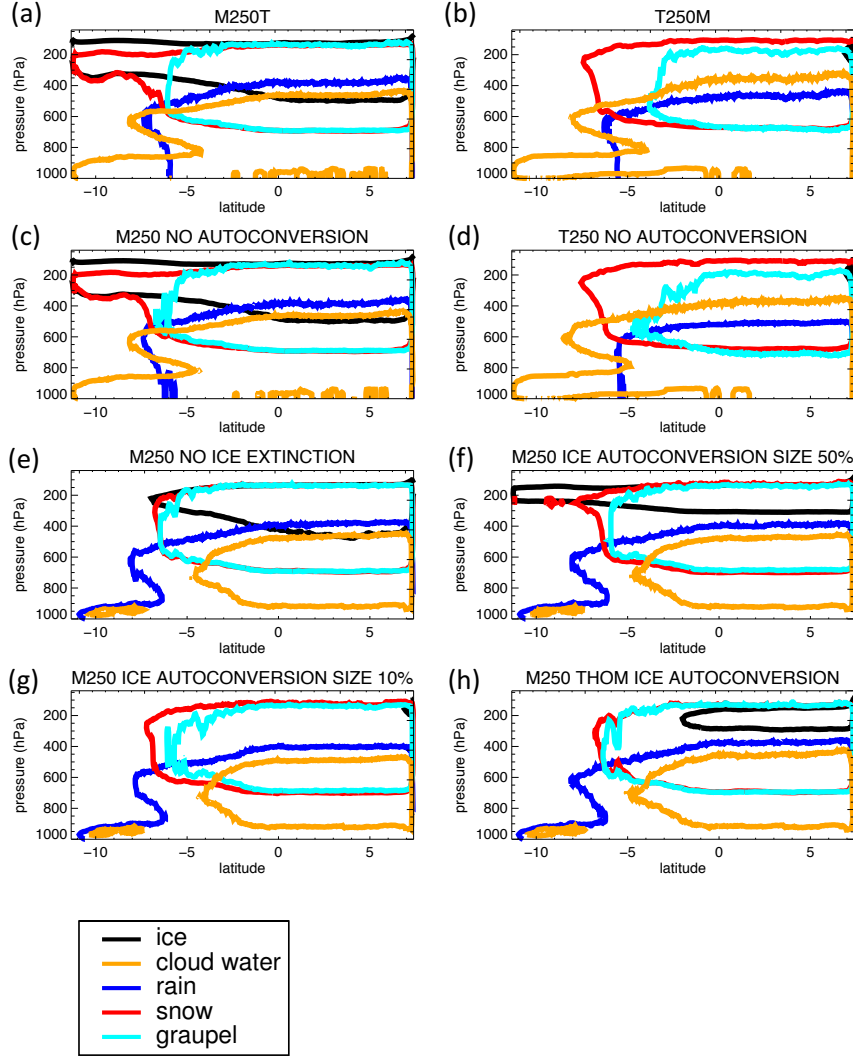 (a) M250T
(b) T250M
pressure (hPa)
200
400
600
800
1000
−10 −5 0 5
latitude
pressure (hPa)
200
400
600
800
1000
−10 −5 0 5
latitude
(c) M250 NO AUTOCONVERSION
(d) T250 NO AUTOCONVERSION
pressure (hPa)
200
400
600
800
1000
−10 −5 0 5
latitude
pressure (hPa)
200
400
600
800
1000
−10 −5 0 5
latitude
(e) M250 NO ICE EXTINCTION
(f) M250 ICE AUTOCONVERSION SIZE 50%
pressure (hPa)
200
400
600
800
1000
−10 −5 0 5
latitude
pressure (hPa)
200
400
600
800
1000
−10 −5 0 5
latitude
(g) M250 ICE AUTOCONVERSION SIZE 10%
(h) M250 THOM ICE AUTOCONVERSION
pressure (hPa)
200
400
600
800
1000
−10 −5 0 5
latitude
pressure (hPa)
200
400
600
800
1000
−10 −5 0 5
latitude
ice
cloud water
rain
snow
graupel